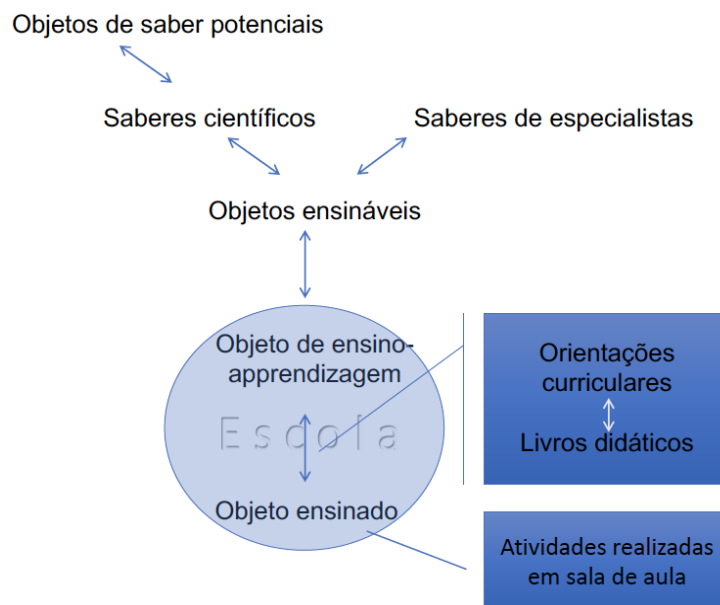 Objetos de saber potenciais
Saberes científicos
Saberes de especialistas
Objetos ensináveis
Objeto de ensino-
apprendizagem
Escola
Objeto ensinado
Orientações
curriculares
Livros didáticos
Atividades realizadas
em sala de aula